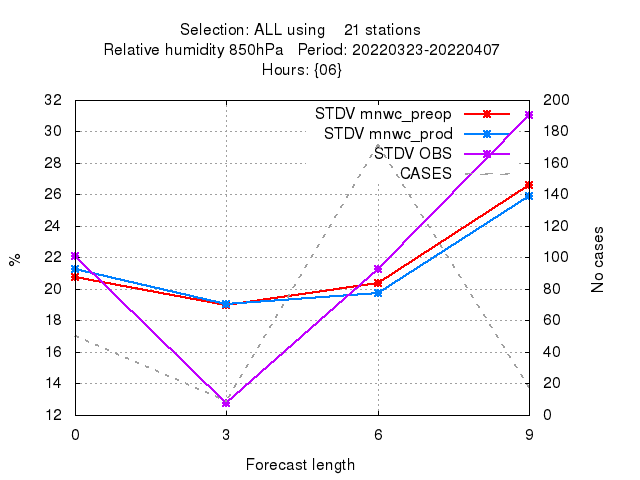 Selection: ALL using 21 stations
Relative humidity 850hPa Period: 20220323-20220407
Hours: {06}
STDV mnwc_preop
STDV mnwc_prod
STDV OBS
CASES
32
30
28
26
24
22
20
18
16
14
12
%
200
180
160
140
120
100
80
60
40
20
0
No cases
0 3 6 9
Forecast length